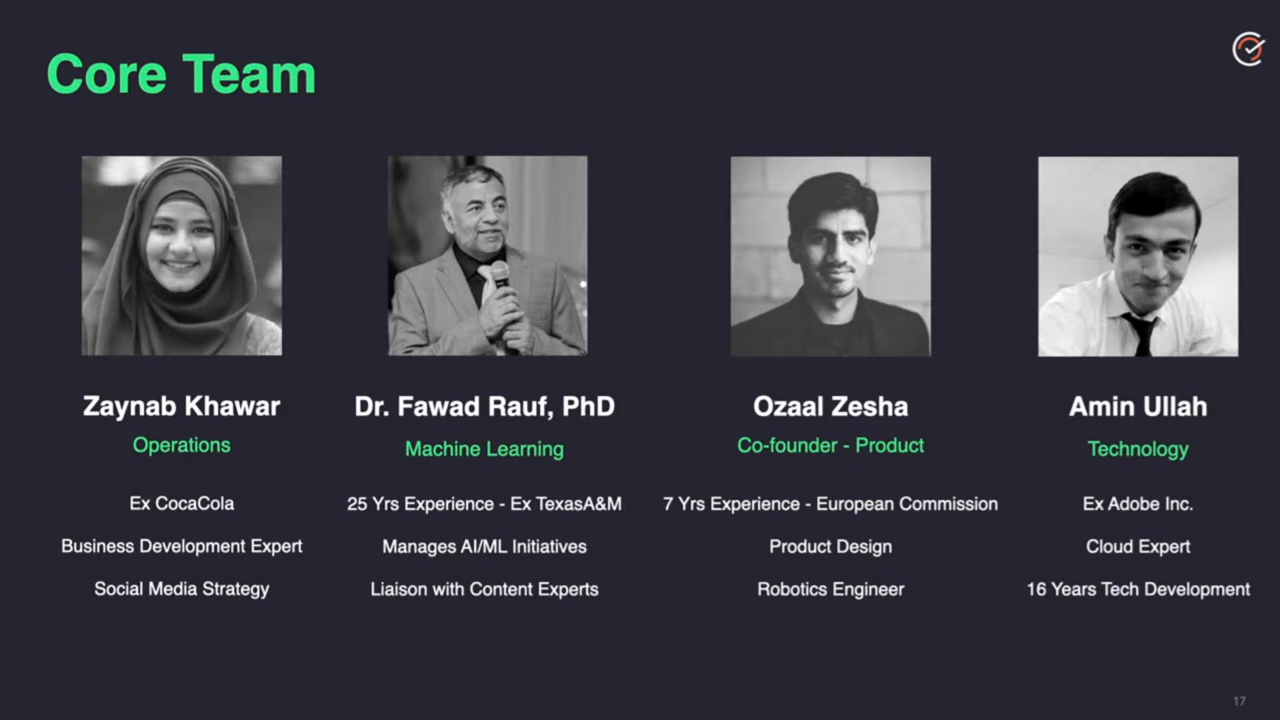 Core Team
Zaynab Khawar
Operations
Ex CocaCola
Business Development Expert
Social Media Strategy
Dr. Fawad Rauf, PhD
Machine Learning
25 Yrs Experience - Ex TexasA&M
Manages AI/ML Initiatives
Liaison with Content Experts
Ozaal Zesha
Co-founder - Product
7 Yrs Experience - European Commission
Product Design
Robotics Engineer
Amin Ullah
Technology
Ex Adobe Inc.
Cloud Expert
16 Years Tech Development
17